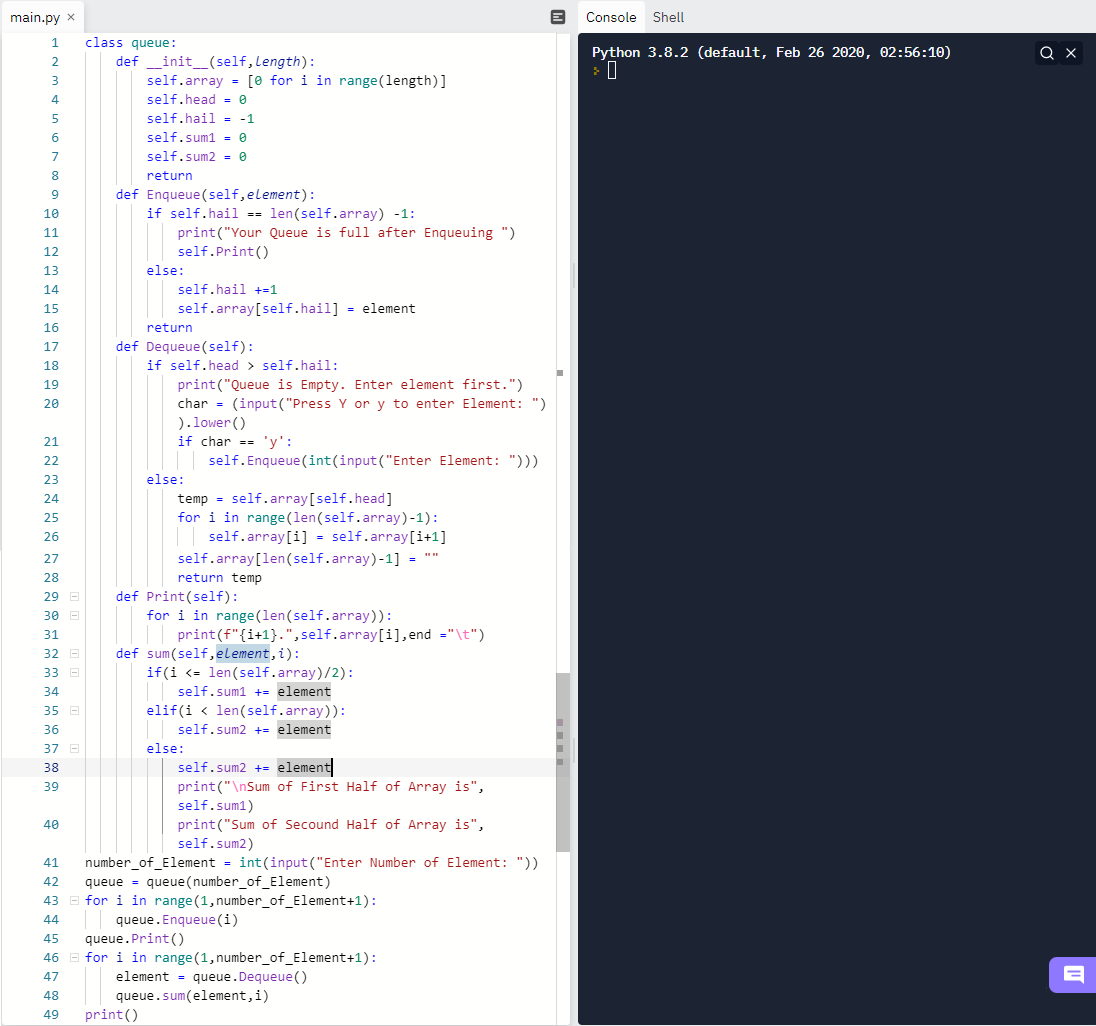 main.py ×
Console Shell
1 class queue:
2     def __init__(self,length):
3         self.array = [0 for i in range(length)]
4         self.head = 0
5         self.hail = -1
6         self.sum1 = 0
7         self.sum2 = 0
8         return
9     def Enqueue(self,element):
10         if self.hail == len(self.array) -1:
11             print("Your Queue is full after Enqueuing ")
12             self.Print()
13         else:
14             self.hail +=1
15             self.array[self.hail] = element
16         return
17     def Dequeue(self):
18         if self.head > self.hail:
19             print("Queue is Empty. Enter element first.")
20             char = (input("Press Y or y to enter Element: ")
            ).lower()
21             if char == 'y':
22                 self.Enqueue(int(input("Enter Element: ")))
23         else:
24             temp = self.array[self.head]
25             for i in range(len(self.array)-1):
26                 self.array[i] = self.array[i+1]
27             self.array[len(self.array)-1] = ""
28             return temp
29     def Print(self):
30         for i in range(len(self.array)):
31             print(f"{i+1}.",self.array[i],end ="\t")
32     def sum(self,element,i):
33         if(i <= len(self.array)/2):
34             self.sum1 += element
35         elif(i < len(self.array)):
36             self.sum2 += element
37         else:
38             self.sum2 += element
39             print("\nSum of First Half of Array is",
            self.sum1)
40             print("Sum of Secound Half of Array is",
            self.sum2)
41 number_of_Element = int(input("Enter Number of Element: "))
42 queue = queue(number_of_Element)
43 for i in range(1,number_of_Element+1):
44     queue.Enqueue(i)
45 queue.Print()
46 for i in range(1,number_of_Element+1):
47     element = queue.Dequeue()
48     queue.sum(element,i)
49 print()
Python 3.8.2 (default, Feb 26 2020, 02:56:10)